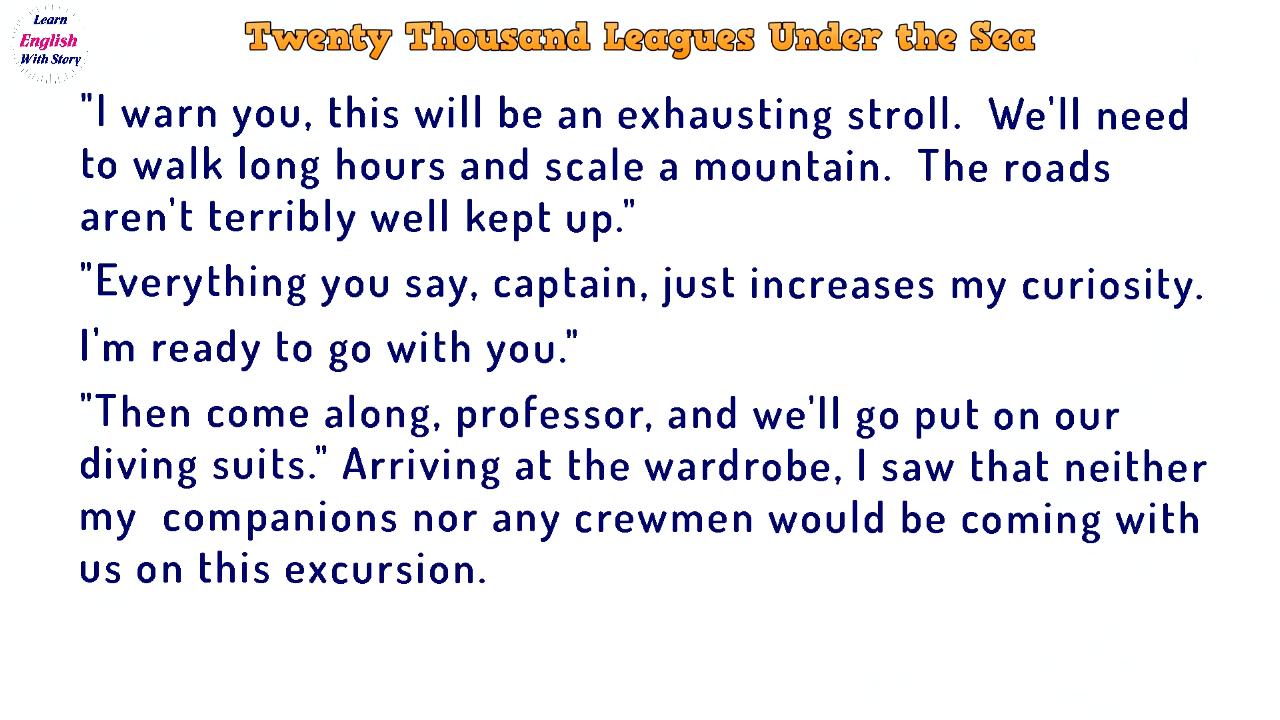 Learn
English
With Story
Twenty Thousand Leagues Under the Sea
"I warn you, this will be an exhausting stroll.  We'll need
to walk long hours and scale a mountain.  The roads
aren't terribly well kept up."
"Everything you say, captain, just increases my curiosity.
I'm ready to go with you."
"Then come along, professor, and we'll go put on our
diving suits." Arriving at the wardrobe, I saw that neither
my  companions nor any crewmen would be coming with
us on this excursion.